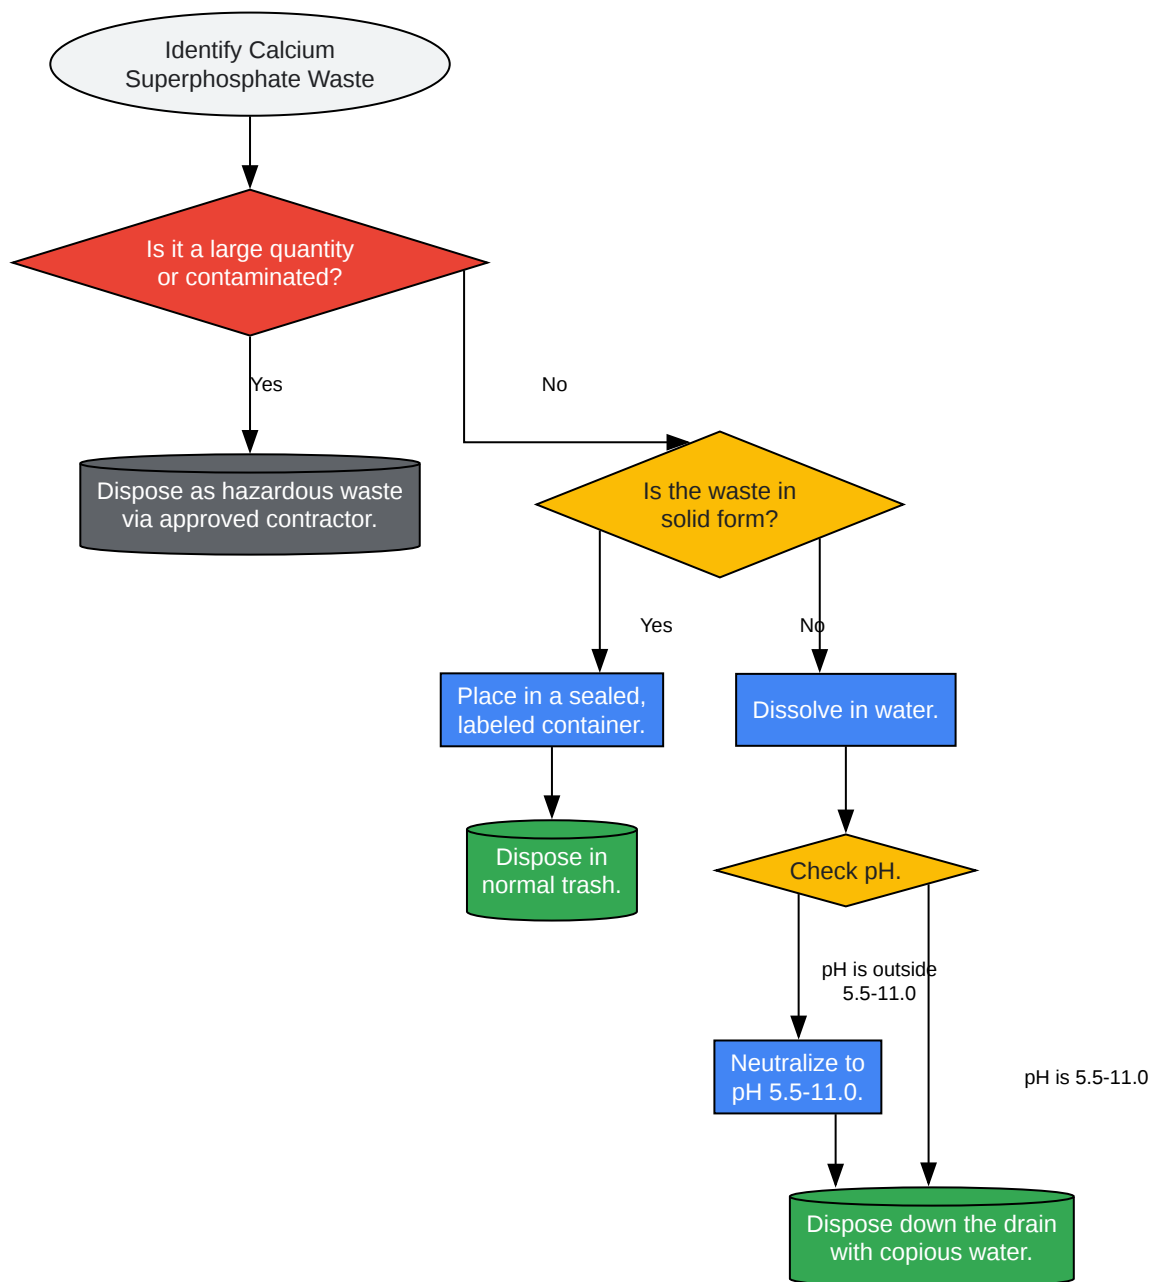 Identify Calcium
Superphosphate Waste
Is it a large quantity
or contaminated?
Yes
No
Dispose as hazardous waste
via approved contractor.
Is the waste in
solid form?
Yes
No
Place in a sealed,
labeled container.
Dissolve in water.
Dispose in
normal trash.
Check pH.
pH is outside
5.5-11.0
Neutralize to
pH 5.5-11.0.
pH is 5.5-11.0
Dispose down the drain
with copious water.